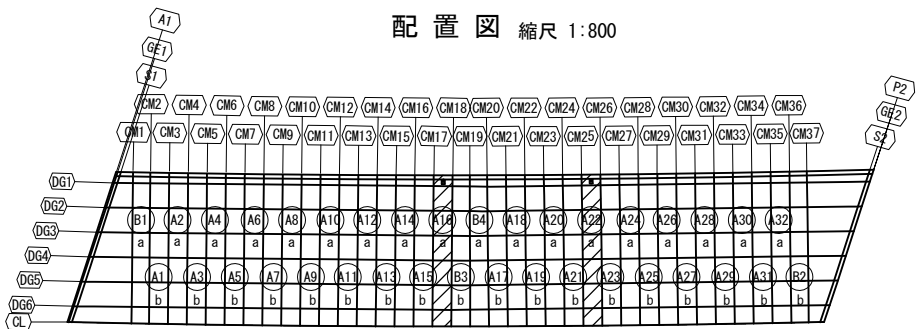 配置図 縮尺 1:800
A1
GE1
S1
P2
GE2
S2
CM2 CM4 CM6 CM8 CM10 CM12 CM14 CM16 CM18 CM20 CM22 CM24 CM26 CM28 CM30 CM32 CM34 CM36
CM1 CM3 CM5 CM7 CM9 CM11 CM13 CM15 CM17 CM19 CM21 CM23 CM25 CM27 CM29 CM31 CM33 CM35 CM37
DG1
DG2
B1 A2 A4 A6 A8 A10 A12 A14 A16 B4 A18 A20 A22 A24 A26 A28 A30 A32
DG3
a a a a a a a a a a a a a a a a a a
DG4
DG5
A1 A3 A5 A7 A9 A11 A13 A15 B3 A17 A19 A21 A23 A25 A27 A29 A31 B2
b b b b b b b b b b b b b b b b b b
DG6
CL